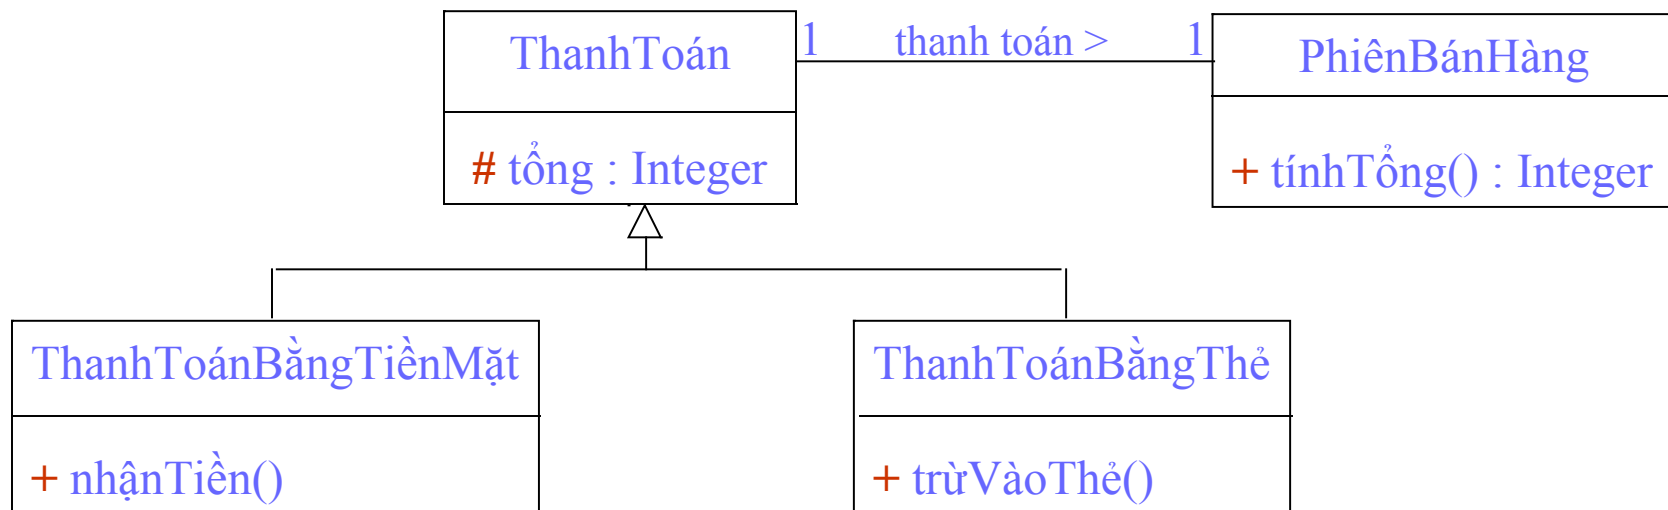 ThanhToán
1 thanh toán > 1
PhiênBánHàng
# tổng : Integer
+ tínhTổng() : Integer
ThanhToánBằngTiềnMặt
ThanhToánBằngThẻ
+ nhậnTiền()
+ trừVàoThẻ()